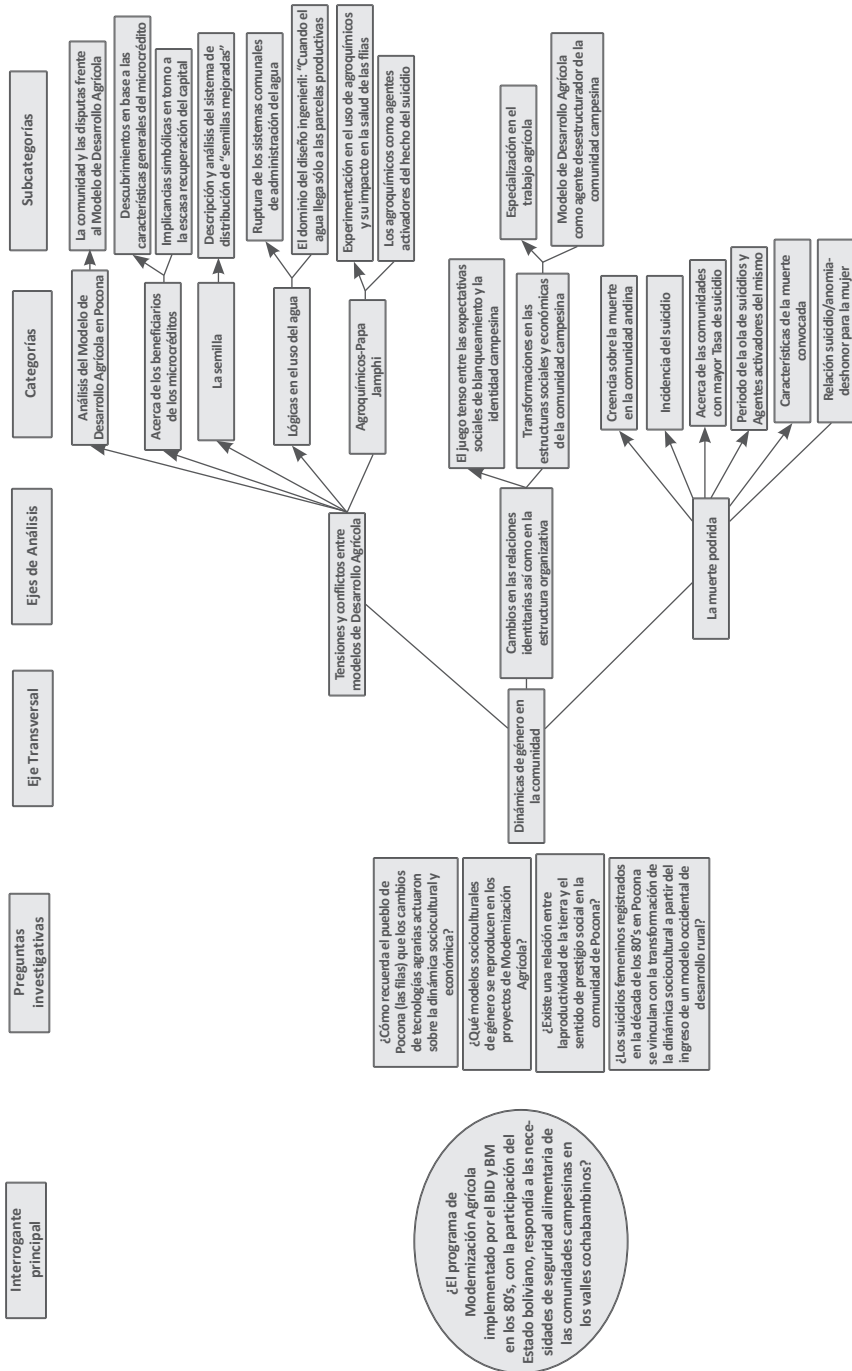 Interrogante
principal
Preguntas
investigativas
Eje Transversal
Ejes de Análisis
Categorías
Subcategorías
¿El programa de
Modernización Agrícola
implementado por el BID y BM
en los 80's, con la participación del
Estado boliviano, respondía a las nece-
sidades de seguridad alimentaria de
las comunidades campesinas en
los valles cochabambinos?
¿Cómo recuerda el pueblo de
Pocona (las filas) que los cambios
de tecnologías agrarias actuaron
sobre la dinámica sociocultural y
económica?
¿Qué modelos socioculturales
de género se reproducen en los
proyectos de Modernización
Agrícola?
¿Existe una relación entre
laproductividad de la tierra y el
sentido de prestigio social en la
comunidad de Pocona?
¿Los suicidios femeninos registrados
en la década de los 80's en Pocona
se vinculan con la transformación de
la dinámica sociocultural a partir del
ingreso de un modelo occidental de
desarrollo rural?
Dinámicas de género en
la comunidad
Tensiones y conflictos entre
modelos de Desarrollo Agrícola
Cambios en las relaciones
identitarias así como en la
estructura organizativa
La muerte podrida
Análisis del Modelo de
Desarrollo Agrícola en Pocona
Acerca de los beneficiarios
de los microcréditos
La semilla
Lógicas en el uso del agua
Agroquímicos-Papa
Jamphi
El juego tenso entre las expectativas
sociales de blanqueamiento y la
identidad campesina
Transformaciones en las
estructuras sociales y económicas
de la comunidad campesina
Creencia sobre la muerte
en la comunidad andina
Incidencia del suicidio
Acerca de las comunidades
con mayor Tasa de suicidio
Periodo de la ola de suicidios y
Agentes activadores del mismo
Características de la muerte
convocada
Relación suicidio/anomia-
deshonor para la mujer
La comunidad y las disputas frente
al Modelo de Desarrollo Agrícola
Descubrimientos en base a las
características generales del microcrédito
Implicancias simbólicas en torno a
la escasa recuperación del capital
Descripción y análisis del sistema de
distribución de “semillas mejoradas”
Ruptura de los sistemas comunales
de administración del agua
El dominio del diseño ingenieril: “Cuando el
agua llega sólo a las parcelas productivas
Experimentación en el uso de agroquímicos
y su impacto en la salud de las flias
Los agroquímicos como agentes
activadores del hecho del suicidio
Especialización en el
trabajo agrícola
Modelo de Desarrollo Agrícola
como agente desestructurador de la
comunidad campesina